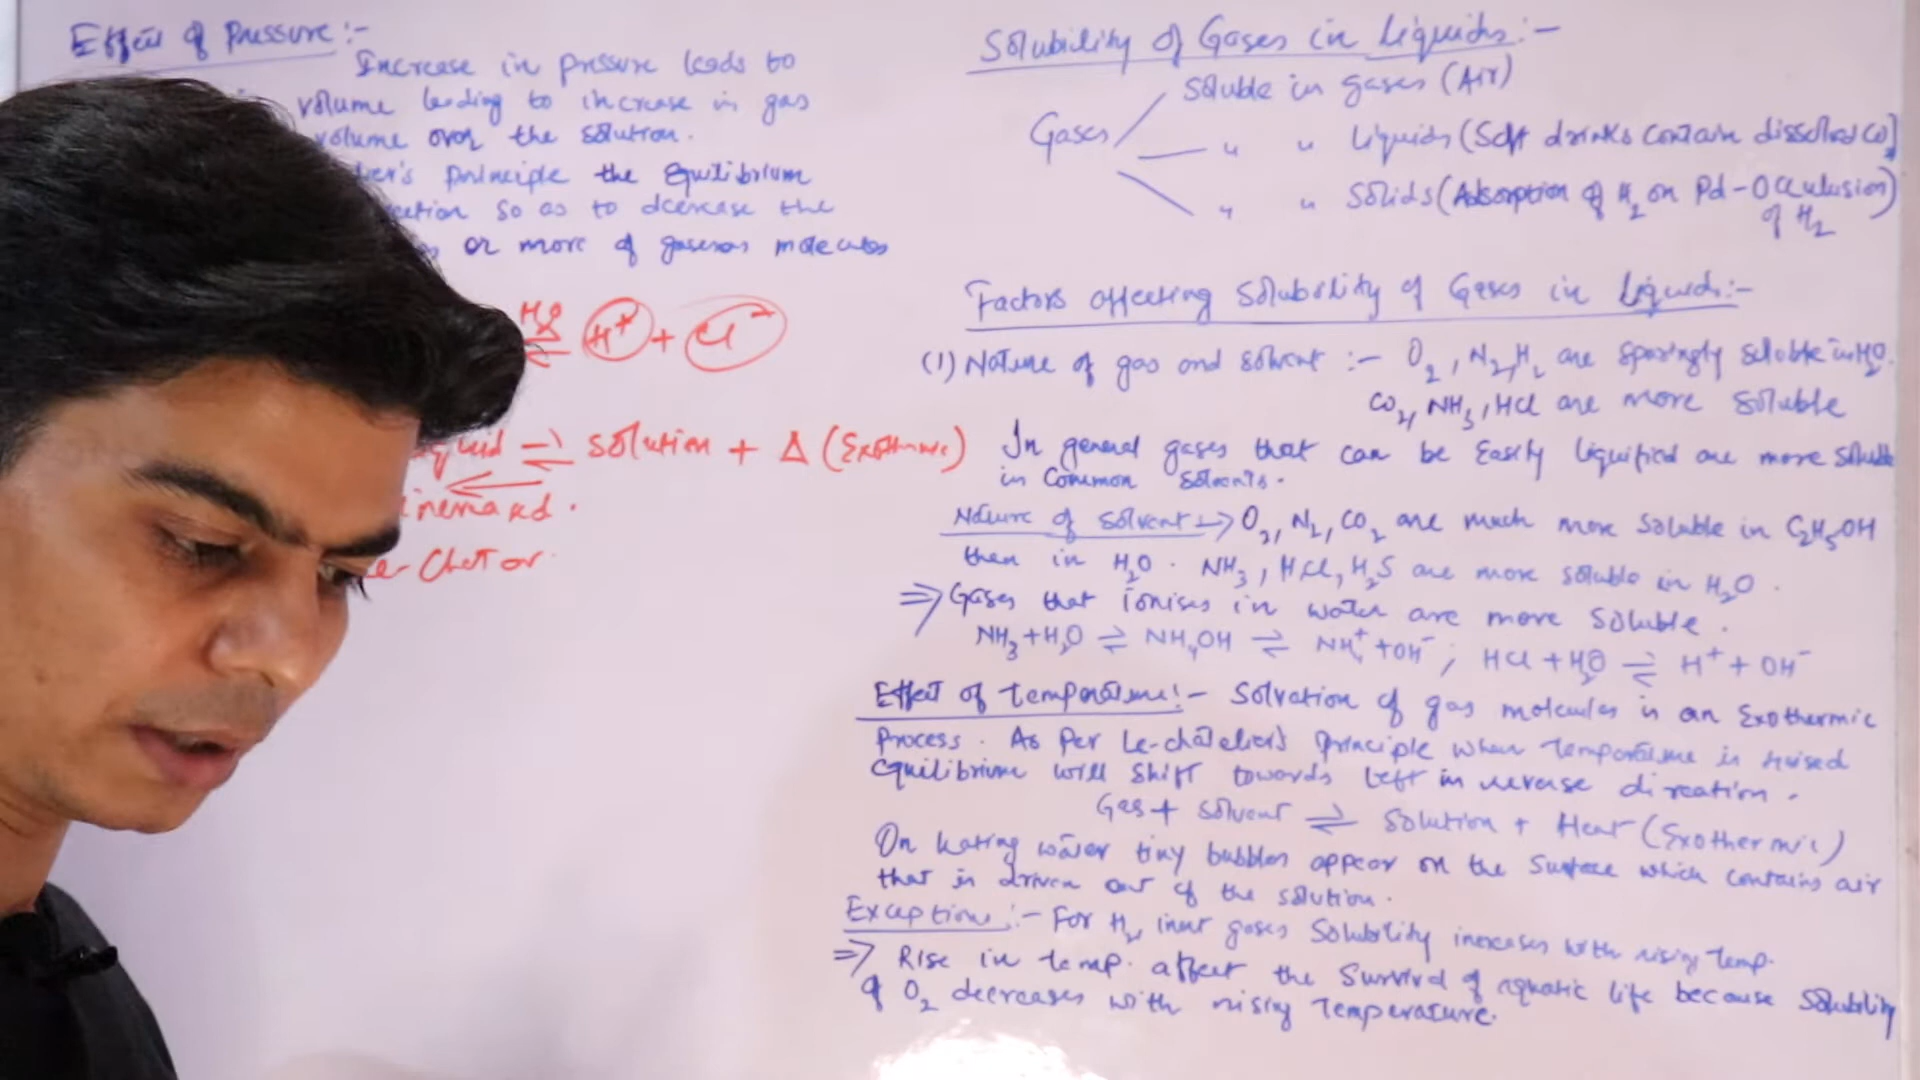 Effect of Pressure :-
Increase in pressure leads to
volume leading to increase in gas
volume over the solution.
principle the Equilibrium
so as to decrease the
or more of gaseous molecules
H2O
⇌ H+ + Cl-
⇌ Solution + Δ (Exothermic)
Solubility of Gases in Liquids :-
Soluble in gases (Air)
Gases
" " Liquids (Soft drinks contain dissolved CO2)
" " Solids (Adsorption of H2 on Pd - Occulusion)
of H2
Factors affecting Solubility of Gases in Liquids :-
(1) Nature of gas and solvent :- O2, N2, H2 are sparingly soluble in H2O.
CO2, NH3, HCl are more soluble
In general gases that can be Easily liquified are more soluble
in Common Solvents.
Nature of solvent → O2, N2, CO2 are much more soluble in C2H5OH
then in H2O. NH3, HCl, H2S are more soluble in H2O.
⇒ Gases that ionises in water are more soluble.
NH3 + H2O ⇌ NH4OH ⇌ NH4+ + OH- ; HCl + H2O ⇌ H+ + OH-
Effect of temperature :- Solvation of gas molecules is an Exothermic
Process. As Per Le-chatelier's Principle when temperature is raised
Equilibrium will shift towards left in reverse direction.
Gas + solvent ⇌ Solution + Heat (Exothermic)
On heating water tiny bubbles appear on the surface which contains air
that is driven out of the solution.
Exception :- For H2, inert gases Solubility increases with rising temp.
⇒ Rise in temp. affect the Survival of aquatic life because Solubility
of O2 decreases with rising temperature.